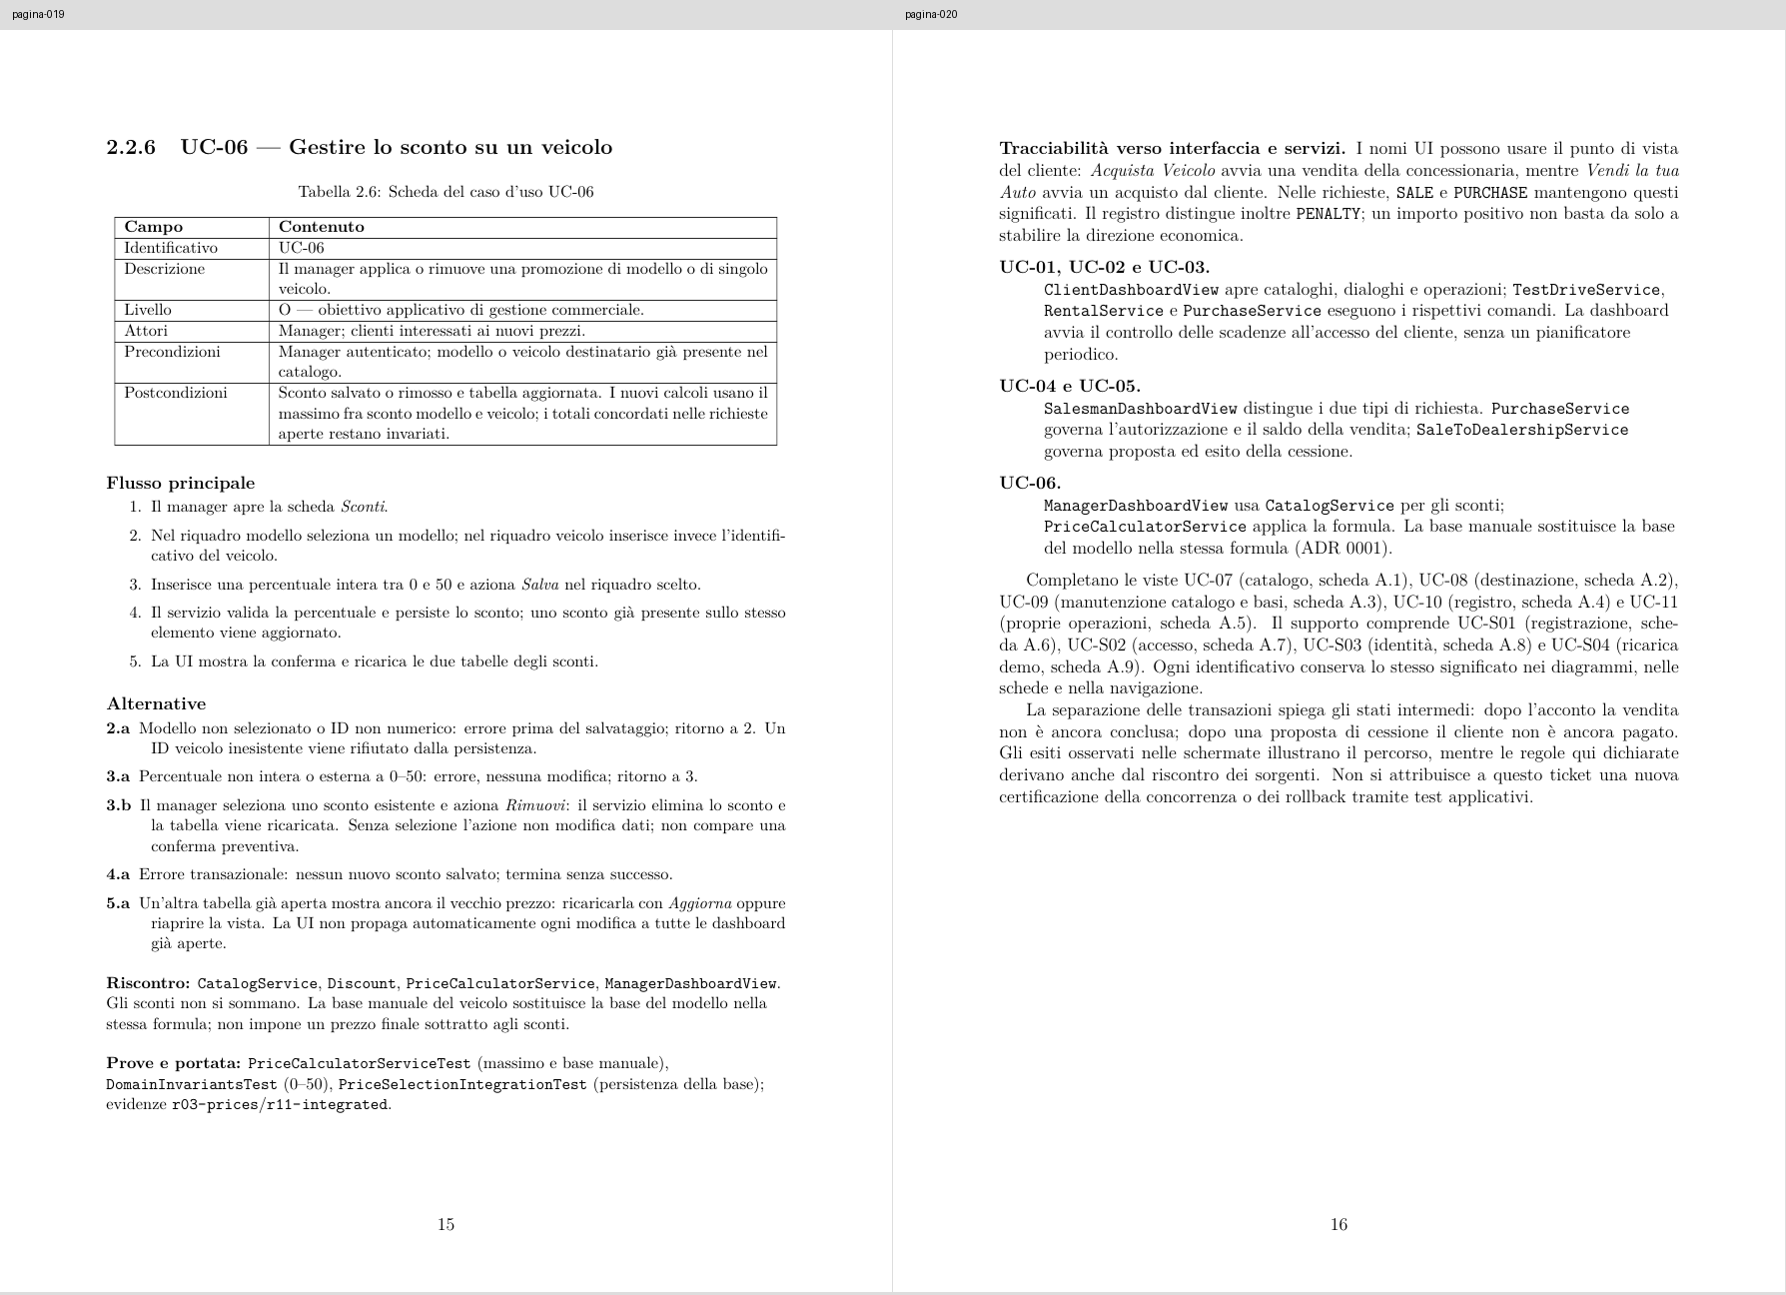 pagina-019
2.2.6 UC-06 — Gestire lo sconto su un veicolo
Tabella 2.6: Scheda del caso d'uso UC-06
Campo Contenuto
Identificativo UC-06
Descrizione Il manager applica o rimuove una promozione di modello o di singolo
veicolo.
Livello O — obiettivo applicativo di gestione commerciale.
Attori Manager; clienti interessati ai nuovi prezzi.
Precondizioni Manager autenticato; modello o veicolo destinatario già presente nel
catalogo.
Postcondizioni Sconto salvato o rimosso e tabella aggiornata. I nuovi calcoli usano il
massimo fra sconto modello e veicolo; i totali concordati nelle richieste
aperte restano invariati.
Flusso principale
1. Il manager apre la scheda Sconti.
2. Nel riquadro modello seleziona un modello; nel riquadro veicolo inserisce invece l'identifi-
cativo del veicolo.
3. Inserisce una percentuale intera tra 0 e 50 e aziona Salva nel riquadro scelto.
4. Il servizio valida la percentuale e persiste lo sconto; uno sconto già presente sullo stesso
elemento viene aggiornato.
5. La UI mostra la conferma e ricarica le due tabelle degli sconti.
Alternative
2.a Modello non selezionato o ID non numerico: errore prima del salvataggio; ritorno a 2. Un
ID veicolo inesistente viene rifiutato dalla persistenza.
3.a Percentuale non intera o esterna a 0–50: errore, nessuna modifica; ritorno a 3.
3.b Il manager seleziona uno sconto esistente e aziona Rimuovi: il servizio elimina lo sconto e
la tabella viene ricaricata. Senza selezione l'azione non modifica dati; non compare una
conferma preventiva.
4.a Errore transazionale: nessun nuovo sconto salvato; termina senza successo.
5.a Un'altra tabella già aperta mostra ancora il vecchio prezzo: ricaricarla con Aggiorna oppure
riaprire la vista. La UI non propaga automaticamente ogni modifica a tutte le dashboard
già aperte.
Riscontro: CatalogService, Discount, PriceCalculatorService, ManagerDashboardView.
Gli sconti non si sommano. La base manuale del veicolo sostituisce la base del modello nella
stessa formula; non impone un prezzo finale sottratto agli sconti.
Prove e portata: PriceCalculatorServiceTest (massimo e base manuale),
DomainInvariantsTest (0–50), PriceSelectionIntegrationTest (persistenza della base);
evidenze r03-prices/r11-integrated.
15
pagina-020
Tracciabilità verso interfaccia e servizi. I nomi UI possono usare il punto di vista
del cliente: Acquista Veicolo avvia una vendita della concessionaria, mentre Vendi la tua
Auto avvia un acquisto dal cliente. Nelle richieste, SALE e PURCHASE mantengono questi
significati. Il registro distingue inoltre PENALTY; un importo positivo non basta da solo a
stabilire la direzione economica.
UC-01, UC-02 e UC-03.
ClientDashboardView apre cataloghi, dialoghi e operazioni; TestDriveService,
RentalService e PurchaseService eseguono i rispettivi comandi. La dashboard
avvia il controllo delle scadenze all'accesso del cliente, senza un pianificatore
periodico.
UC-04 e UC-05.
SalesmanDashboardView distingue i due tipi di richiesta. PurchaseService
governa l'autorizzazione e il saldo della vendita; SaleToDealershipService
governa proposta ed esito della cessione.
UC-06.
ManagerDashboardView usa CatalogService per gli sconti;
PriceCalculatorService applica la formula. La base manuale sostituisce la base
del modello nella stessa formula (ADR 0001).
Completano le viste UC-07 (catalogo, scheda A.1), UC-08 (destinazione, scheda A.2),
UC-09 (manutenzione catalogo e basi, scheda A.3), UC-10 (registro, scheda A.4) e UC-11
(proprie operazioni, scheda A.5). Il supporto comprende UC-S01 (registrazione, sche-
da A.6), UC-S02 (accesso, scheda A.7), UC-S03 (identità, scheda A.8) e UC-S04 (ricarica
demo, scheda A.9). Ogni identificativo conserva lo stesso significato nei diagrammi, nelle
schede e nella navigazione.
La separazione delle transazioni spiega gli stati intermedi: dopo l'acconto la vendita
non è ancora conclusa; dopo una proposta di cessione il cliente non è ancora pagato.
Gli esiti osservati nelle schermate illustrano il percorso, mentre le regole qui dichiarate
derivano anche dal riscontro dei sorgenti. Non si attribuisce a questo ticket una nuova
certificazione della concorrenza o dei rollback tramite test applicativi.
16